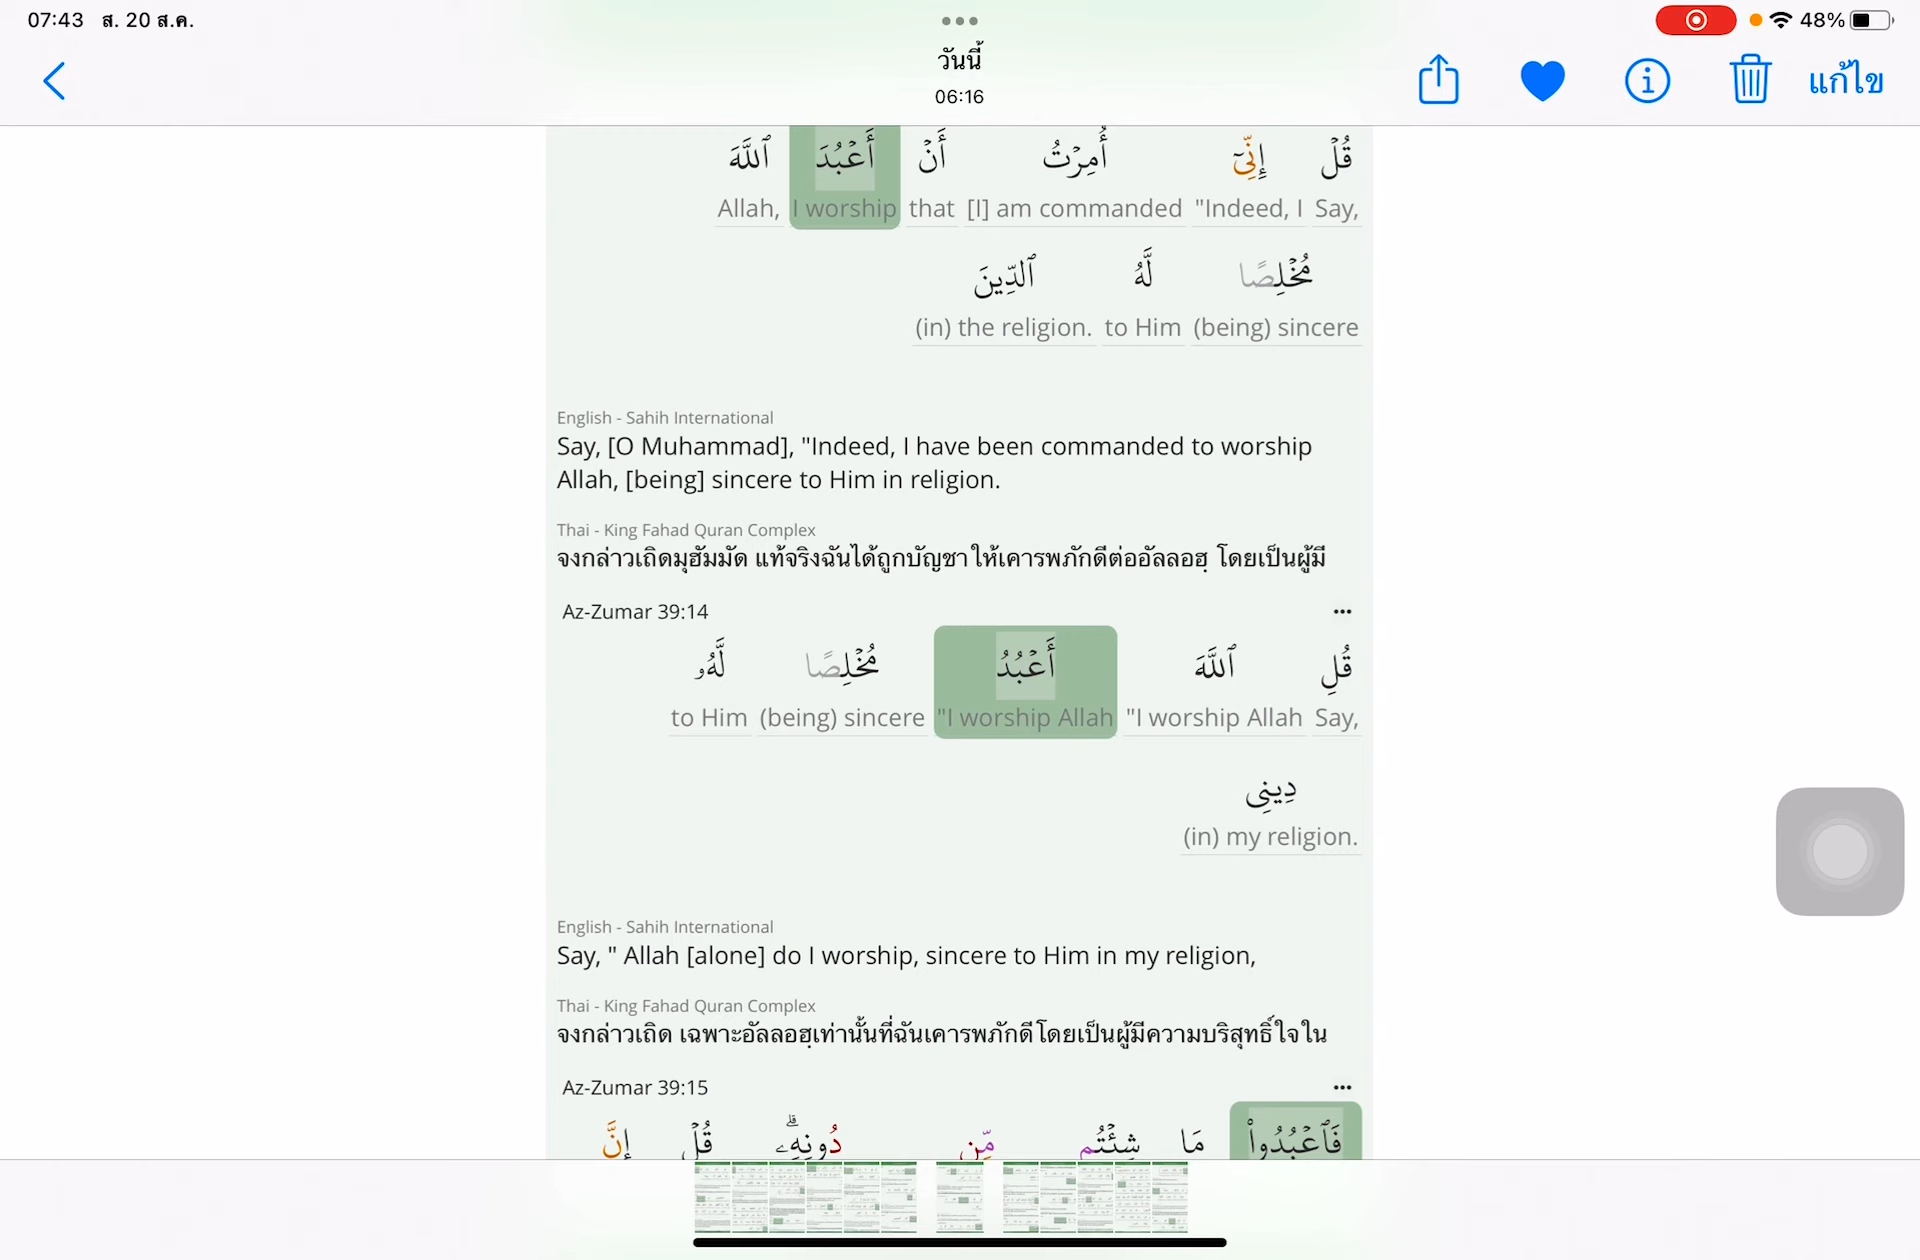 07:43 ส. 20 ส.ค.
48%
วันนี้
06:16
แก้ไข
قُلْ إِنِّىٓ أُمِرْتُ أَنْ أَعْبُدَ ٱللَّهَ
Allah, I worship that [I] am commanded "Indeed, I Say,
مُخْلِصًا لَّهُ ٱلدِّينَ
(in) the religion. to Him (being) sincere
English - Sahih International
Say, [O Muhammad], "Indeed, I have been commanded to worship
Allah, [being] sincere to Him in religion.
Thai - King Fahad Quran Complex
จงกล่าวเถิดมุฮัมมัด แท้จริงฉันได้ถูกบัญชาให้เคารพภักดีต่ออัลลอฮฺ โดยเป็นผู้มี
Az-Zumar 39:14
قُلِ ٱللَّهَ أَعْبُدُ مُخْلِصًا لَّهُۥ
to Him (being) sincere "I worship Allah "I worship Allah Say,
دِينِى
(in) my religion.
English - Sahih International
Say, " Allah [alone] do I worship, sincere to Him in my religion,
Thai - King Fahad Quran Complex
จงกล่าวเถิด เฉพาะอัลลอฮฺเท่านั้นที่ฉันเคารพภักดีโดยเป็นผู้มีความบริสุทธิ์ใจใน
Az-Zumar 39:15
فَٱعْبُدُوا۟ مَا شِئْتُم مِّن دُونِهِۦ ۗ قُلْ إِنَّ